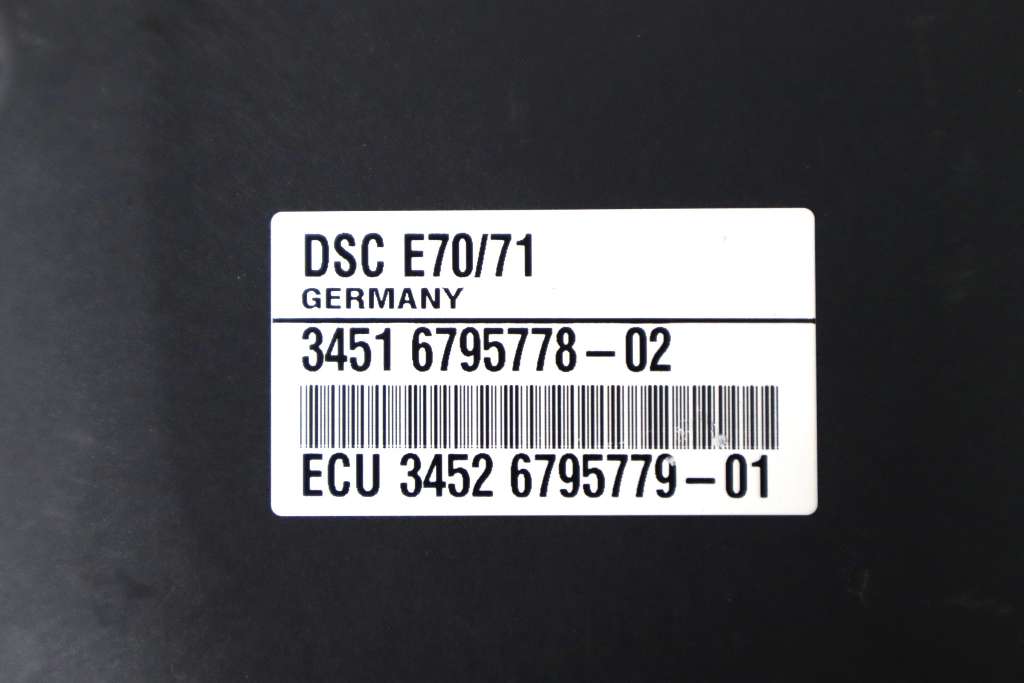 DSC E70/71
GERMANY
3451 6795778-02
ECU 3452 6795779-01